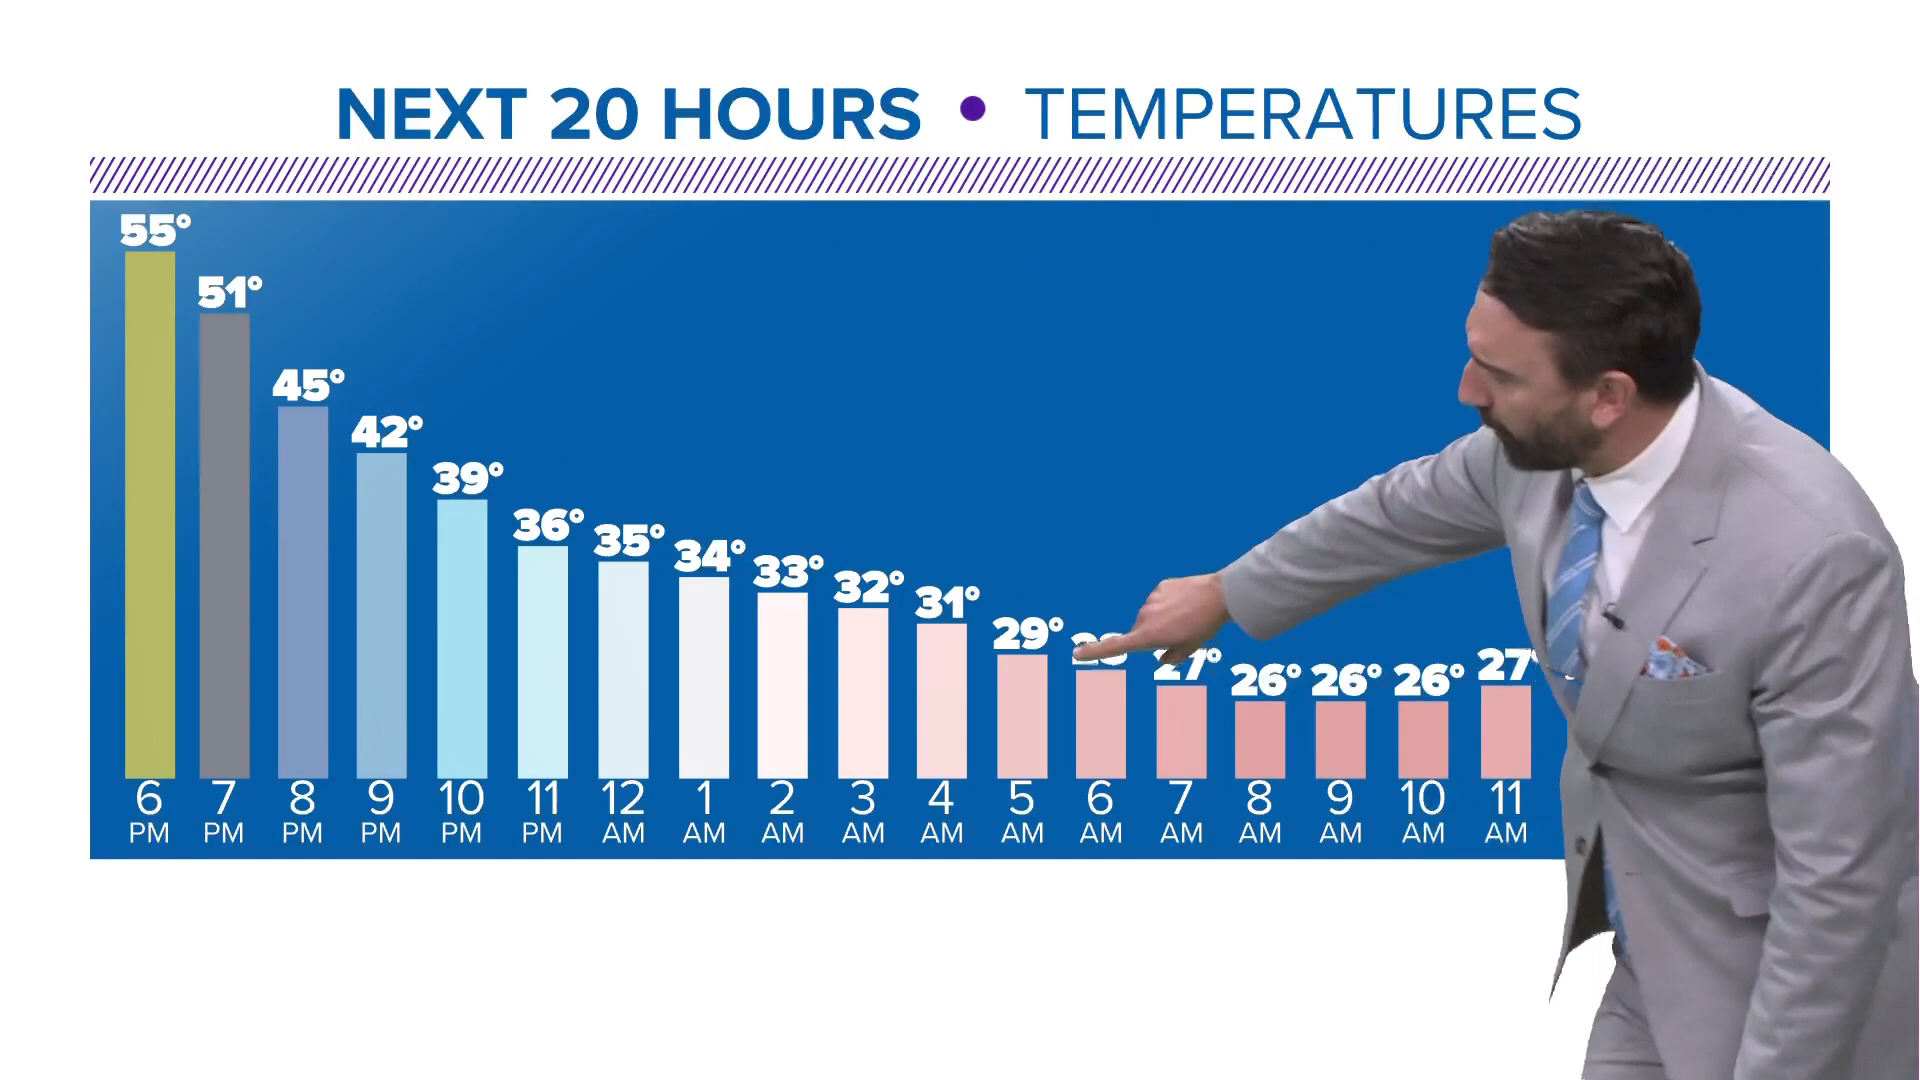 NEXT 20 HOURS • TEMPERATURES
55° 51° 45° 42° 39° 36° 35° 34° 33° 32° 31° 29° 27° 26° 26° 26° 27°
6 7 8 9 10 11 12 1 2 3 4 5 6 7 8 9 10 11
PM PM PM PM PM PM AM AM AM AM AM AM AM AM AM AM AM AM